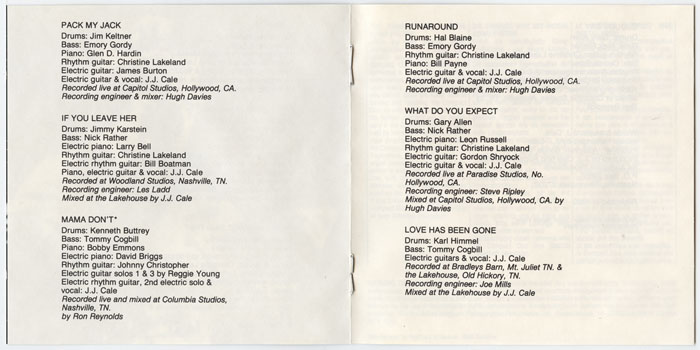 PACK MY JACK
Drums: Jim Keltner
Bass: Emory Gordy
Piano: Glen D. Hardin
Rhythm guitar: Christine Lakeland
Electric guitar: James Burton
Electric guitar & vocal: J.J. Cale
Recorded live at Capitol Studios, Hollywood, CA.
Recording engineer & mixer: Hugh Davies
IF YOU LEAVE HER
Drums: Jimmy Karstein
Bass: Nick Rather
Electric piano: Larry Bell
Rhythm guitar: Christine Lakeland
Electric rhythm guitar: Bill Boatman
Piano, electric guitar & vocal: J.J. Cale
Recorded at Woodland Studios, Nashville, TN.
Recording engineer: Les Ladd
Mixed at the Lakehouse by J.J. Cale
MAMA DON'T*
Drums: Kenneth Buttrey
Bass: Tommy Cogbill
Piano: Bobby Emmons
Electric piano: David Briggs
Rhythm guitar: Johnny Christopher
Electric guitar solos 1 & 3 by Reggie Young
Electric rhythm guitar, 2nd electric solo &
vocal: J.J. Cale
Recorded live and mixed at Columbia Studios,
Nashville, TN.
by Ron Reynolds
RUNAROUND
Drums: Hal Blaine
Bass: Emory Gordy
Rhythm guitar: Christine Lakeland
Piano: Bill Payne
Electric guitar & vocal: J.J. Cale
Recorded live at Capitol Studios, Hollywood, CA.
Recording engineer & mixer: Hugh Davies
WHAT DO YOU EXPECT
Drums: Gary Allen
Bass: Nick Rather
Electric piano: Leon Russell
Rhythm guitar: Christine Lakeland
Electric guitar: Gordon Shryock
Electric guitar & vocal: J.J. Cale
Recorded live at Paradise Studios, No.
Hollywood, CA.
Recording engineer: Steve Ripley
Mixed et Capitol Studios, Hollywood, CA. by
Hugh Davies
LOVE HAS BEEN GONE
Drums: Karl Himmel
Bass: Tommy Cogbill
Electric guitars & vocal: J.J. Cale
Recorded at Bradleys Barn, Mt. Juliet TN. &
the Lakehouse, Old Hickory, TN.
Recording engineer: Joe Mills
Mixed at the Lakehouse by J.J. Cale